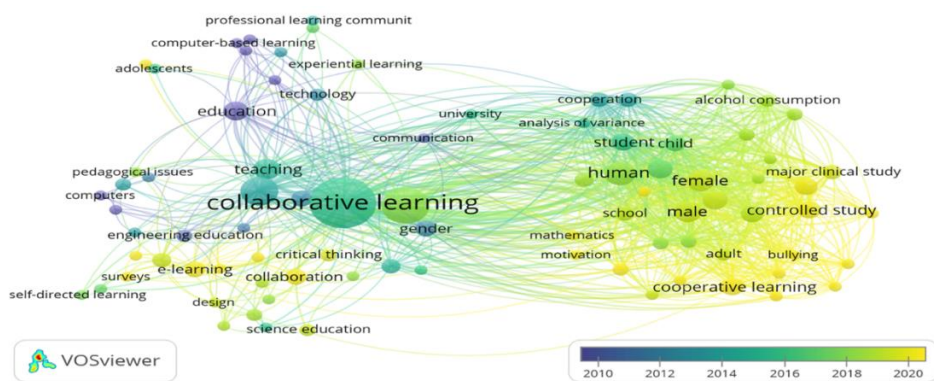 professional learning communit
computer-based learning
adolescents
experiential learning
technology
education
university
communication
cooperation
alcohol consumption
analysis of variance
student
child
pedagogical issues
teaching
computers
human
female
major clinical study
collaborative learning
school
male
controlled study
gender
engineering education
mathematics
critical thinking
motivation
adult
bullying
e-learning
surveys
collaboration
self-directed learning
design
cooperative learning
science education
VOSviewer
2010 2012 2014 2016 2018 2020